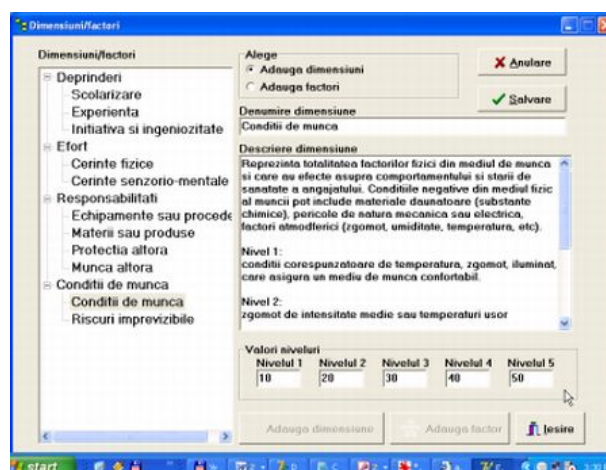 Dimensiuni/factori
Dimensiuni/factori
Deprinderi
Scolarizare
Experienta
Initiativa si ingeniozitate
Efort
Cerinte fizice
Cerinte senzorio-mentale
Responsabilitati
Echipamente sau procede
Materii sau produse
Protectia altora
Munca altora
Conditii de munca
Conditii de munca
Riscuri imprevizibile
Alege
Adauga dimensiuni
Adauga factori
Anulare
Salvare
Denumire dimensiune
Conditii de munca
Descriere dimensiune
Reprezinta totalitatea factorilor fizici din mediul de munca
si care au efecte asupra comportamentului si starii de
sanatate a angajatului. Conditiile negative din mediul fizic
al muncii pot include materiale daunatoare (substante
chimice), pericole de natura mecanica sau electrica,
factori atmodferici (zgomot, umiditate, temperatura, etc).
Nivel 1:
conditii corespunzatoare de temperatura, zgomot, iluminat,
care asigura un mediu de munca confortabil.
Nivel 2:
zgomot de intensitate medie sau temperaturi usor
Valori niveluri
Nivelul 1 Nivelul 2 Nivelul 3 Nivelul 4 Nivelul 5
10 20 30 40 50
Adauga dimensiune
Adauga factor
Iesire
start